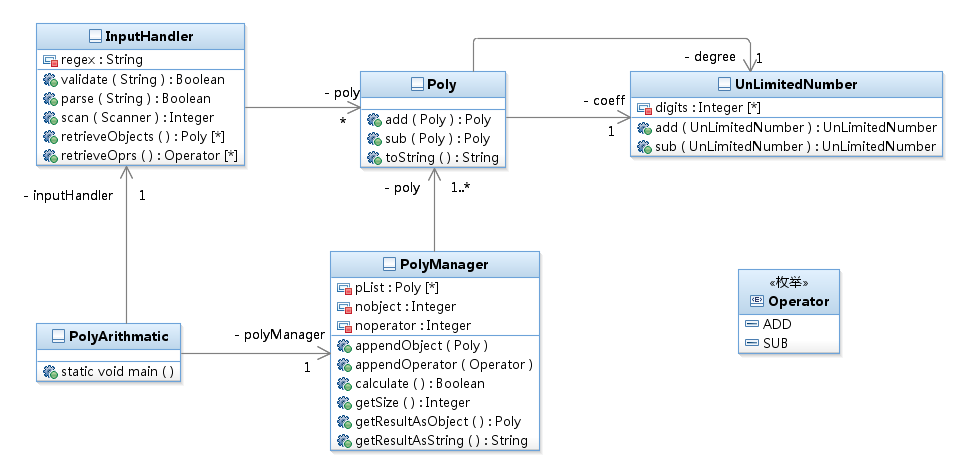 InputHandler
regex : String
validate ( String ) : Boolean
parse ( String ) : Boolean
scan ( Scanner ) : Integer
retrieveObjects ( ) : Poly [*]
retrieveOprs ( ) : Operator [*]
- poly
*
Poly
add ( Poly ) : Poly
sub ( Poly ) : Poly
toString ( ) : String
- degree
1
- coeff
1
UnLimitedNumber
digits : Integer [*]
add ( UnLimitedNumber ) : UnLimitedNumber
sub ( UnLimitedNumber ) : UnLimitedNumber
- inputHandler
1
- poly
1..*
PolyManager
pList : Poly [*]
nobject : Integer
noperator : Integer
appendObject ( Poly )
appendOperator ( Operator )
calculate ( ) : Boolean
getSize ( ) : Integer
getResultAsObject ( ) : Poly
getResultAsString ( ) : String
PolyArithmatic
static void main ( )
- polyManager
1
«枚举»
Operator
ADD
SUB